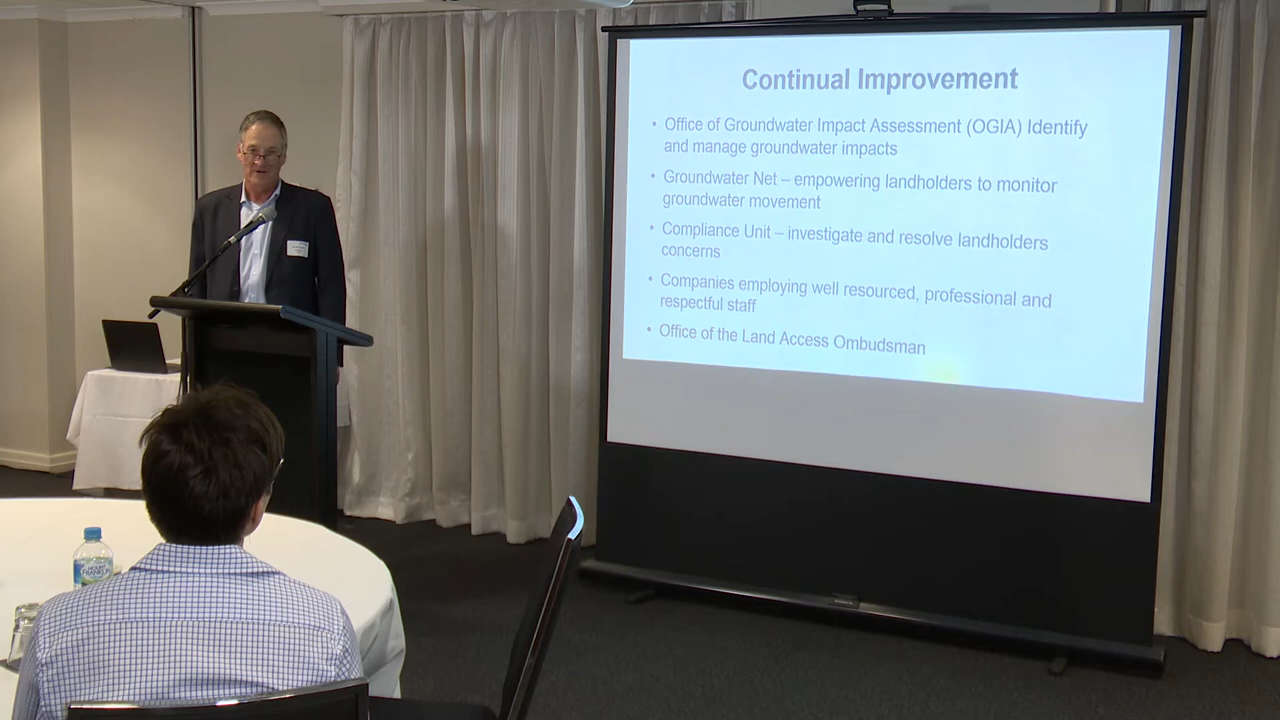 Continual Improvement
• Office of Groundwater Impact Assessment (OGIA) Identify
and manage groundwater impacts
• Groundwater Net – empowering landholders to monitor
groundwater movement
• Compliance Unit – investigate and resolve landholders
concerns
• Companies employing well resourced, professional and
respectful staff
• Office of the Land Access Ombudsman
MOUNT
FRANKLIN